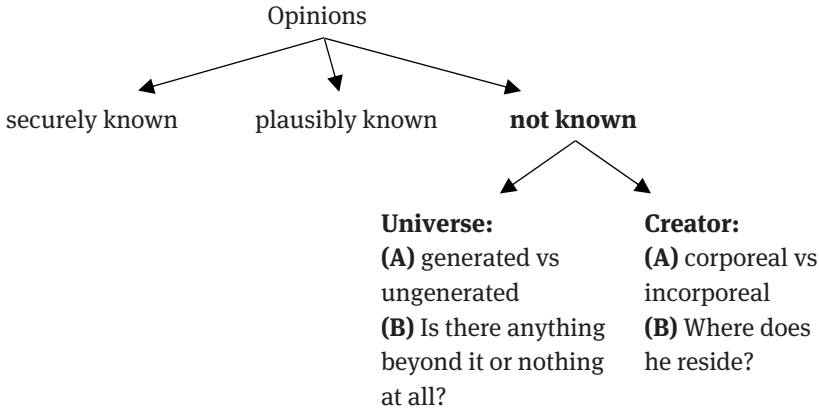 Opinions
securely known
plausibly known
not known
Universe:
(A) generated vs
ungenerated
(B) Is there anything
beyond it or nothing
at all?
Creator:
(A) corporeal vs
incorporeal
(B) Where does
he reside?